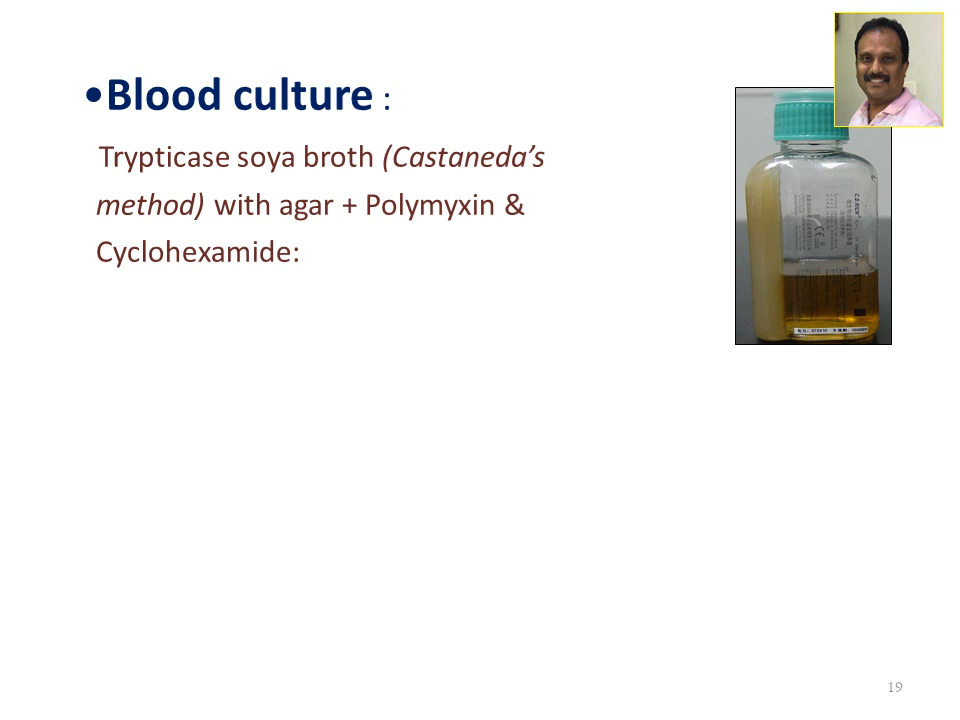 •Blood culture :
Trypticase soya broth (Castaneda’s
method) with agar + Polymyxin &
Cyclohexamide:
19